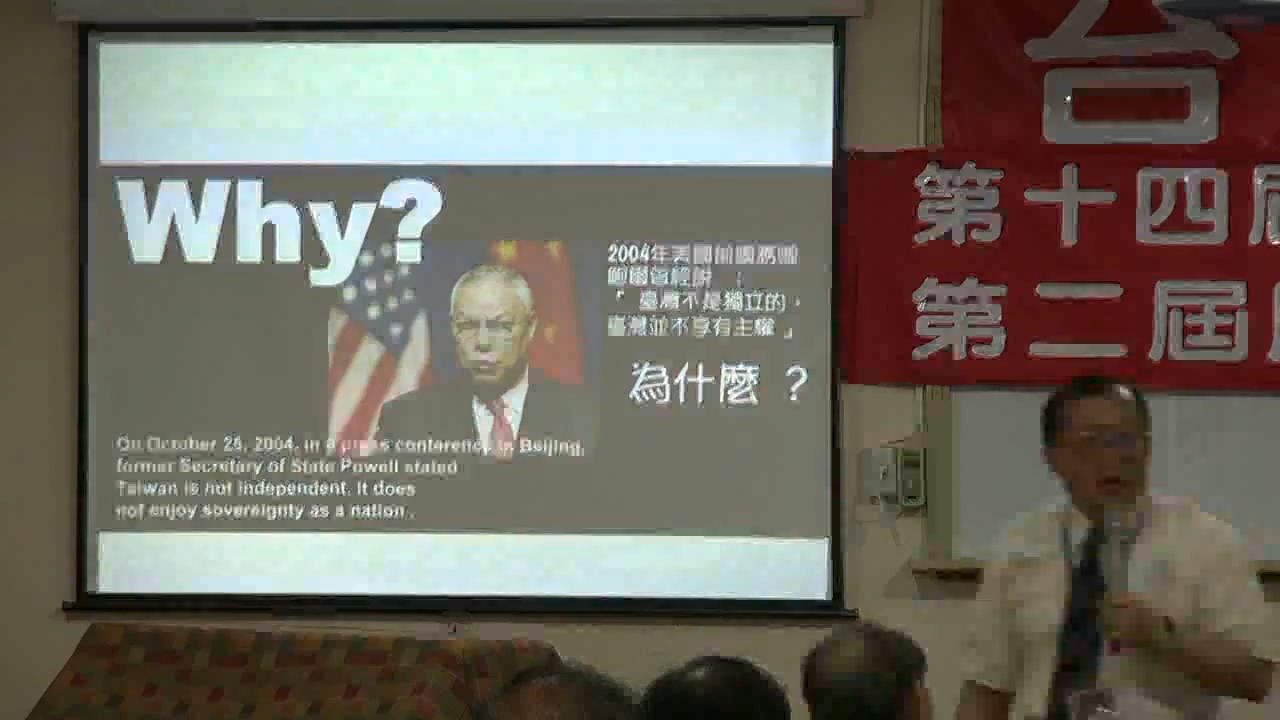 Why?
2004年美國前國務卿
鮑爾曾經說 :
「臺灣不是獨立的,
臺灣並不享有主權」
為什麼 ?
On October 25, 2004, in a press conference in Beijing,
former Secretary of State Powell stated
Taiwan is not independent. It does
not enjoy sovereignty as a nation.
台
第十四屆
第二屆